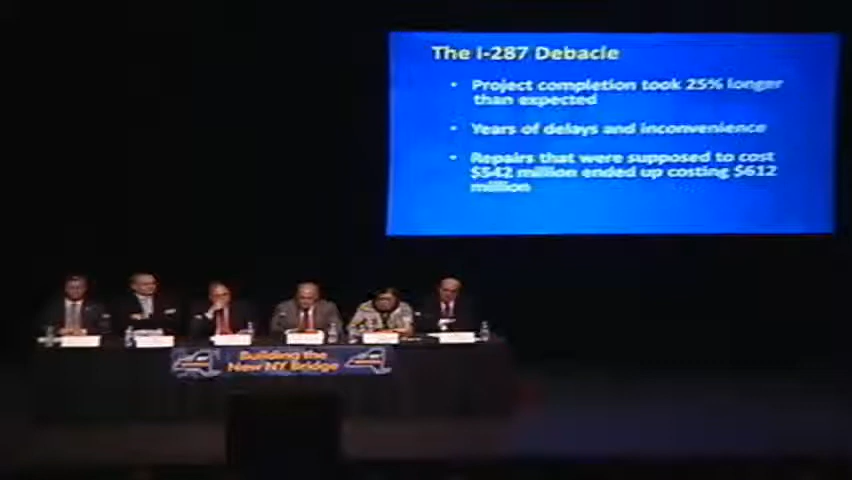 The I-287 Debacle
• Project completion took 25% longer
than expected
• Years of delays and inconvenience
• Repairs that were supposed to cost
$542 million ended up costing $612
million
Building the
New NY Bridge